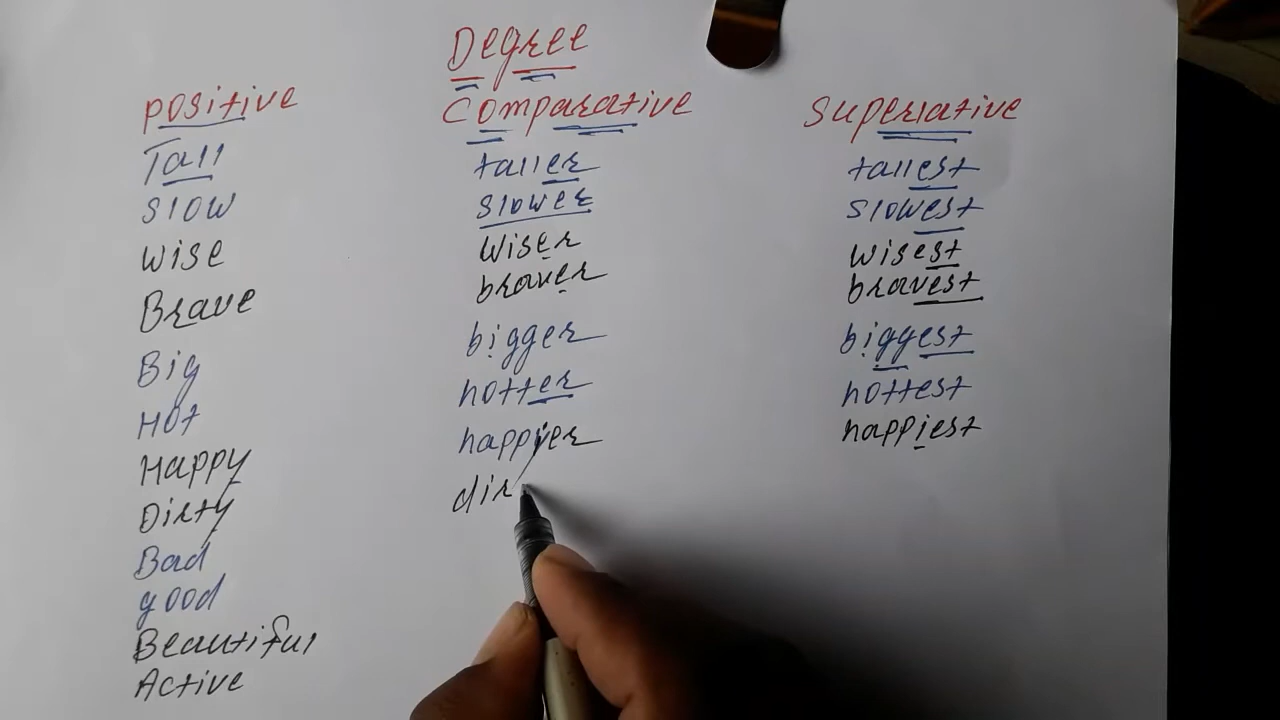 Degree
Positive Comparative Superlative
Tall taller tallest
Slow slower slowest
Wise wiser wisest
Brave braver bravest
Big bigger biggest
Hot hotter hottest
Happy happier happiest
Dirty dir
Bad
good
Beautiful
Active